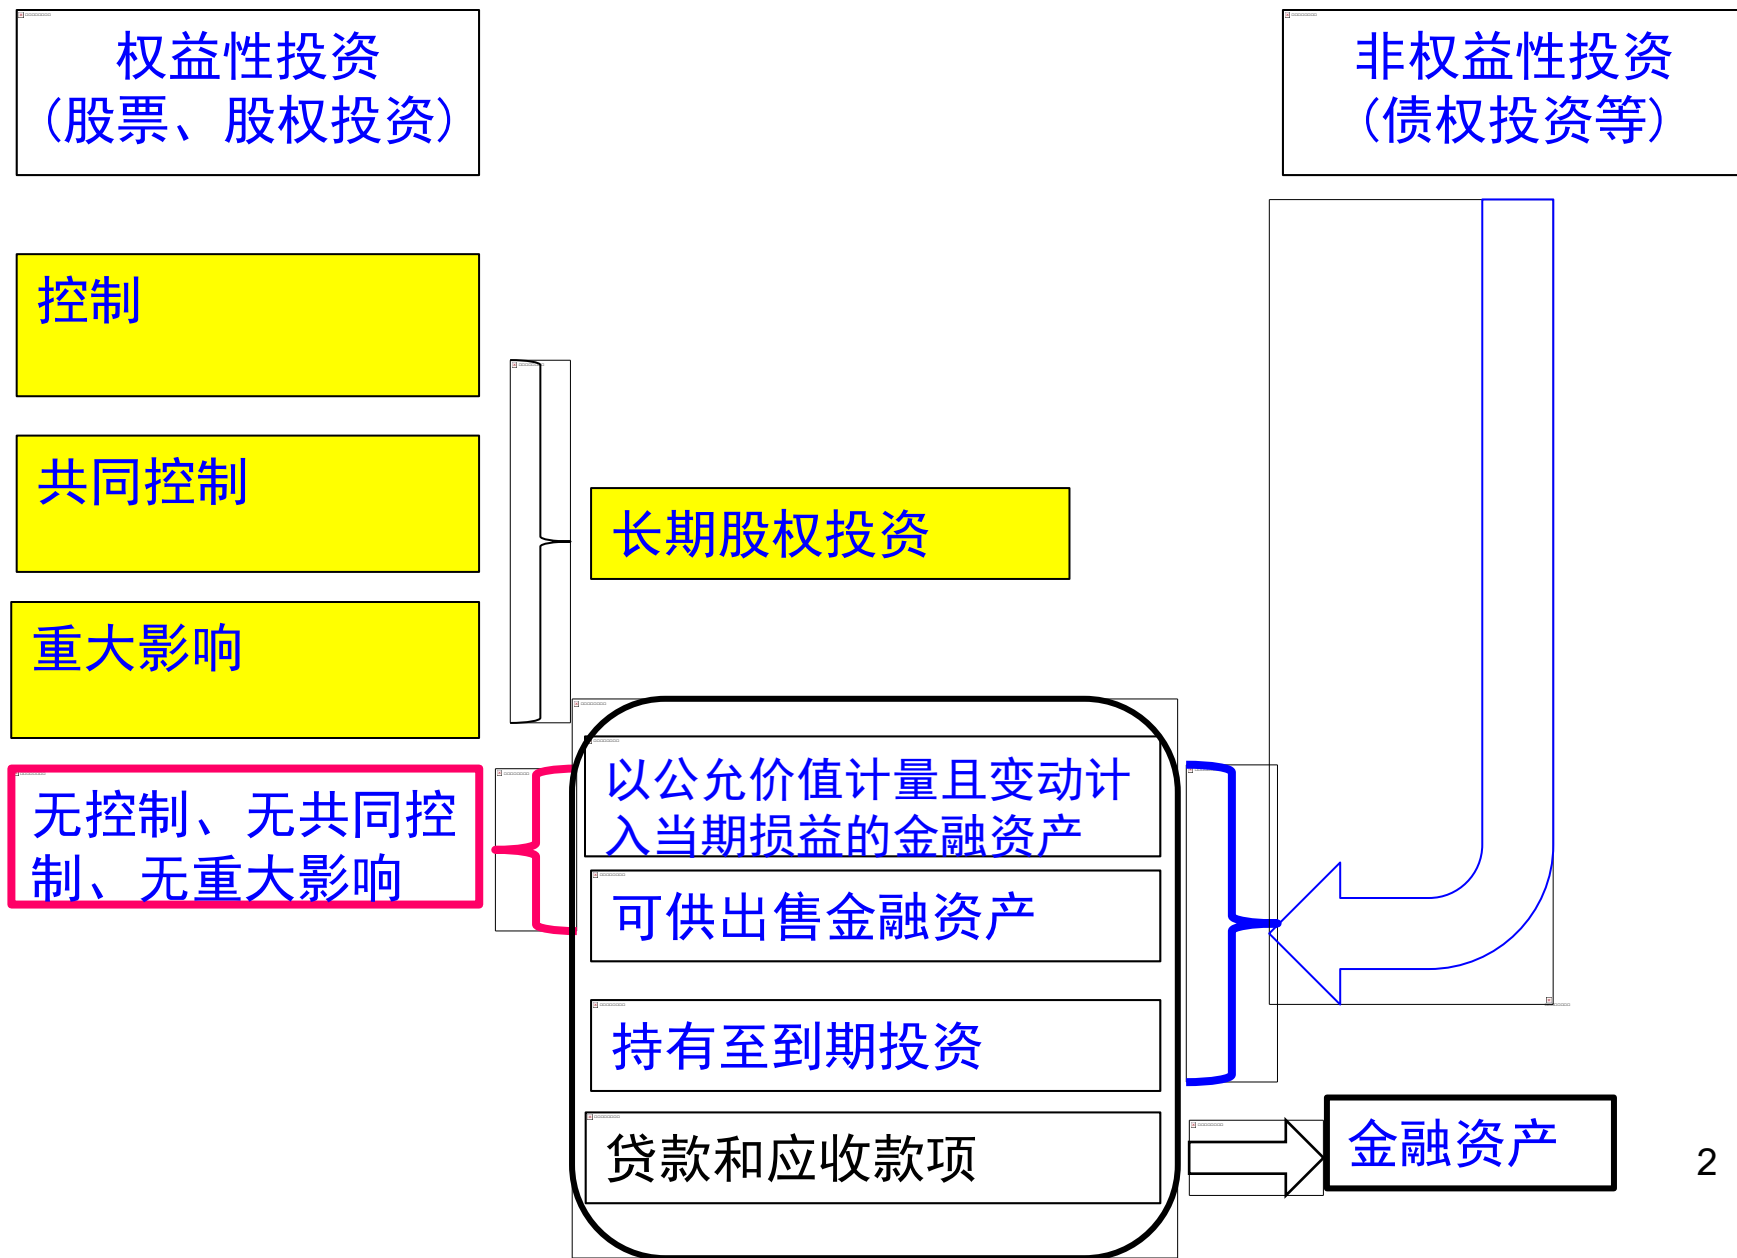 权益性投资
(股票、股权投资)
非权益性投资
(债权投资等)
控制
共同控制
长期股权投资
重大影响
无控制、无共同控
制、无重大影响
以公允价值计量且变动计
入当期损益的金融资产
可供出售金融资产
持有至到期投资
贷款和应收款项
金融资产
2